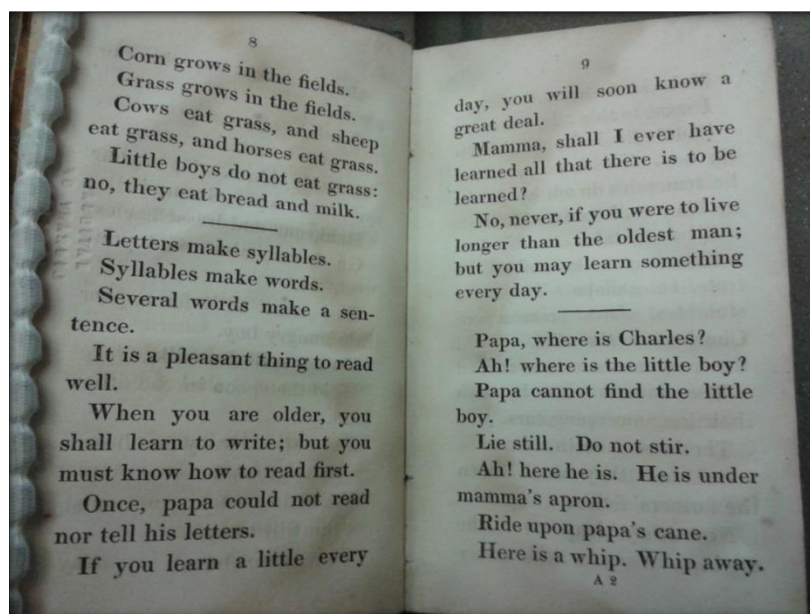 8
Corn grows in the fields.
Grass grows in the fields.
Cows eat grass, and sheep
eat grass, and horses eat grass.
Little boys do not eat grass:
no, they eat bread and milk.
Letters make syllables.
Syllables make words.
Several words make a sen-
tence.
It is a pleasant thing to read
well.
When you are older, you
shall learn to write; but you
must know how to read first.
Once, papa could not read
nor tell his letters.
If you learn a little every
9
day, you will soon know a
great deal.
Mamma, shall I ever have
learned all that there is to be
learned?
No, never, if you were to live
longer than the oldest man;
but you may learn something
every day.
Papa, where is Charles?
Ah! where is the little boy?
Papa cannot find the little
boy.
Lie still. Do not stir.
Ah! here he is. He is under
mamma's apron.
Ride upon papa's cane.
Here is a whip. Whip away.
A 2